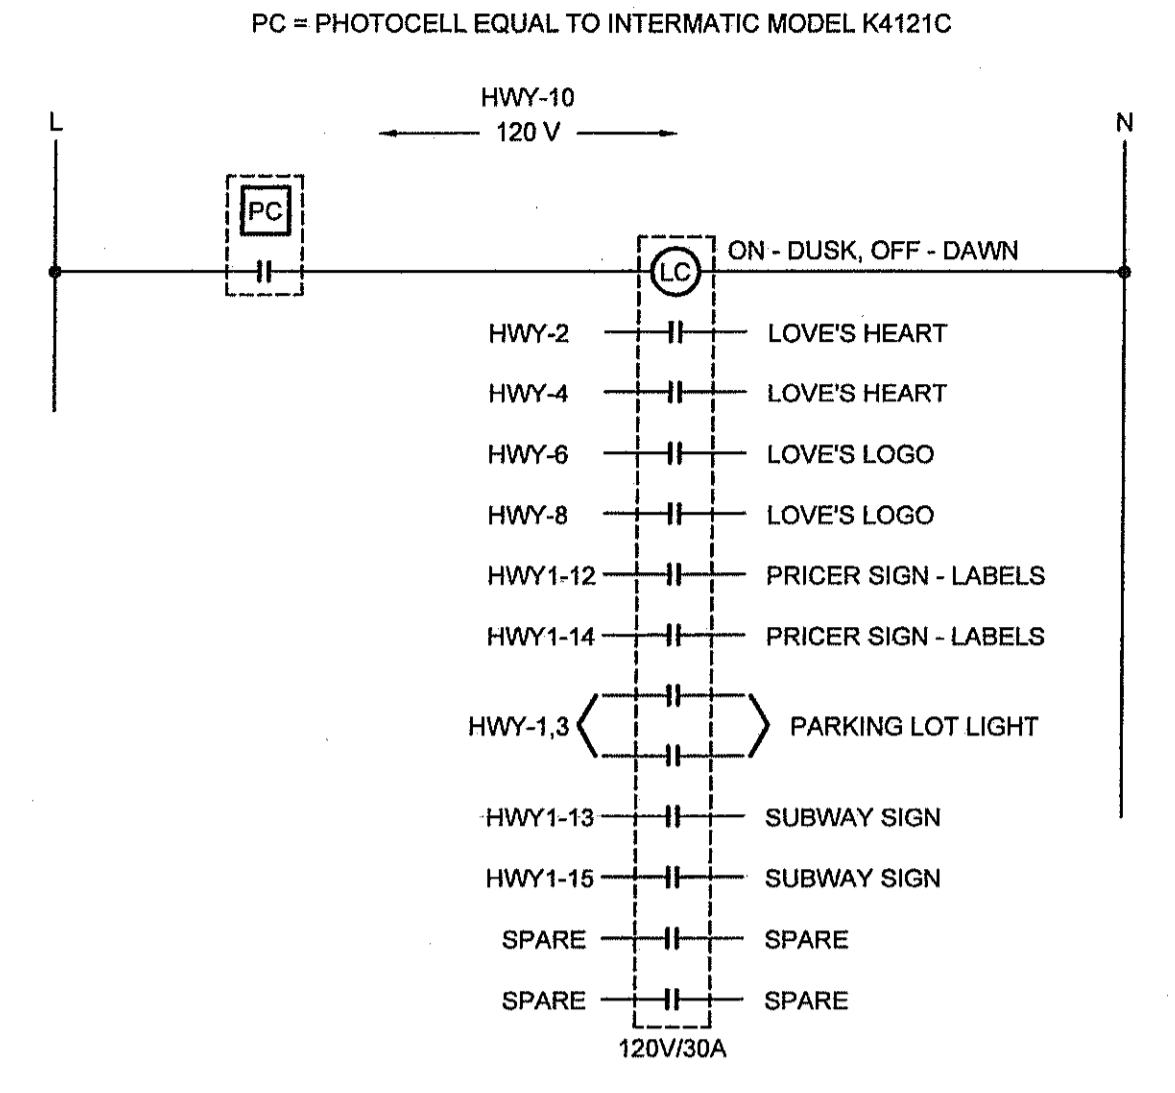 PC = PHOTOCELL EQUAL TO INTERMATIC MODEL K4121C
HWY-10
L 120 V N
PC
LC ON - DUSK, OFF - DAWN
HWY-2 LOVE'S HEART
HWY-4 LOVE'S HEART
HWY-6 LOVE'S LOGO
HWY-8 LOVE'S LOGO
HWY1-12 PRICER SIGN - LABELS
HWY1-14 PRICER SIGN - LABELS
HWY-1,3 PARKING LOT LIGHT
HWY1-13 SUBWAY SIGN
HWY1-15 SUBWAY SIGN
SPARE SPARE
SPARE SPARE
120V/30A